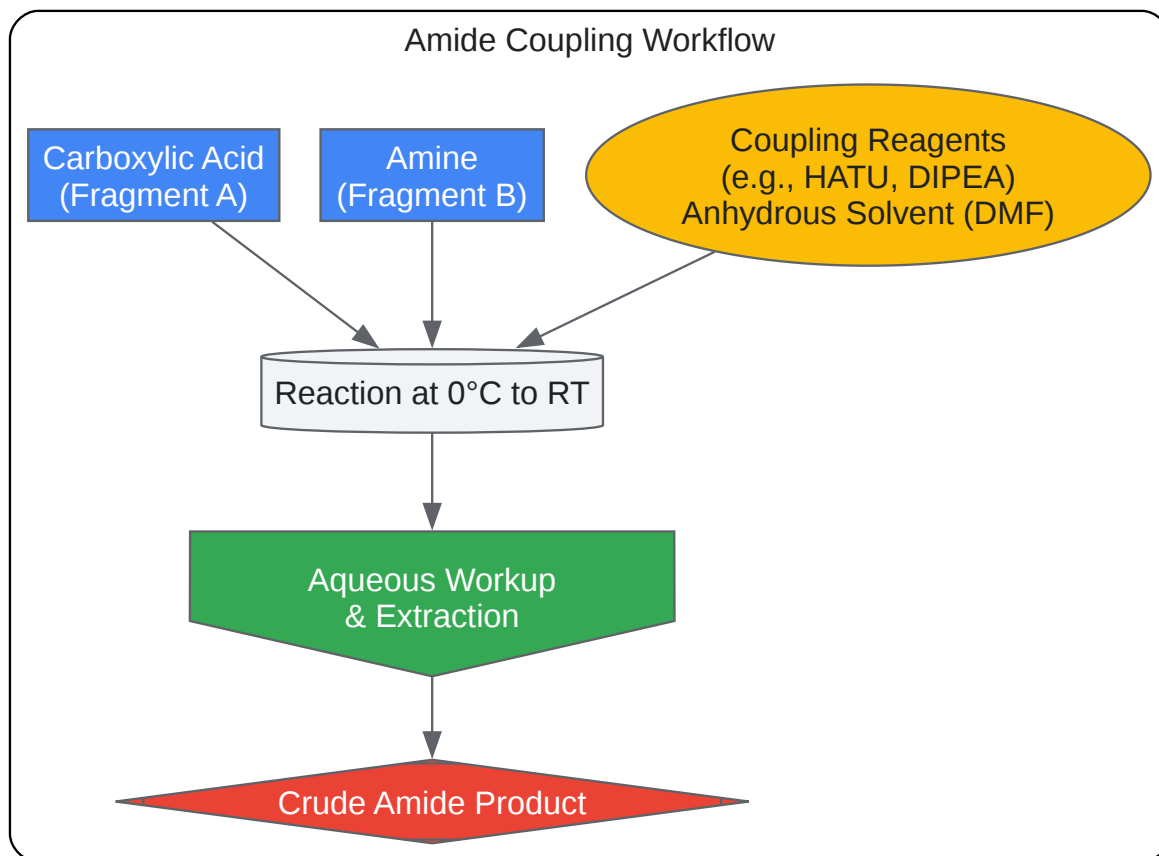 Amide Coupling Workflow
Carboxylic Acid
(Fragment A)
Amine
(Fragment B)
Coupling Reagents
(e.g., HATU, DIPEA)
Anhydrous Solvent (DMF)
Reaction at 0°C to RT
Aqueous Workup
& Extraction
Crude Amide Product